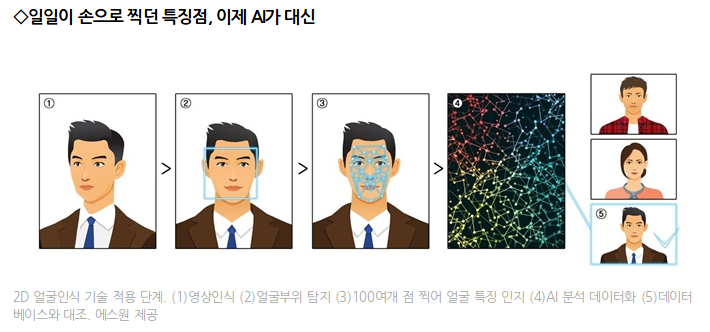 ◇일일이 손으로 찍던 특징점, 이제 AI가 대신
① ② ③ ④
> > >
⑤
2D 얼굴인식 기술 적용 단계. (1)영상인식 (2)얼굴부위 탐지 (3)100여개 점 찍어 얼굴 특징 인지 (4)AI 분석 데이터화 (5)데이터
베이스와 대조. 에스원 제공